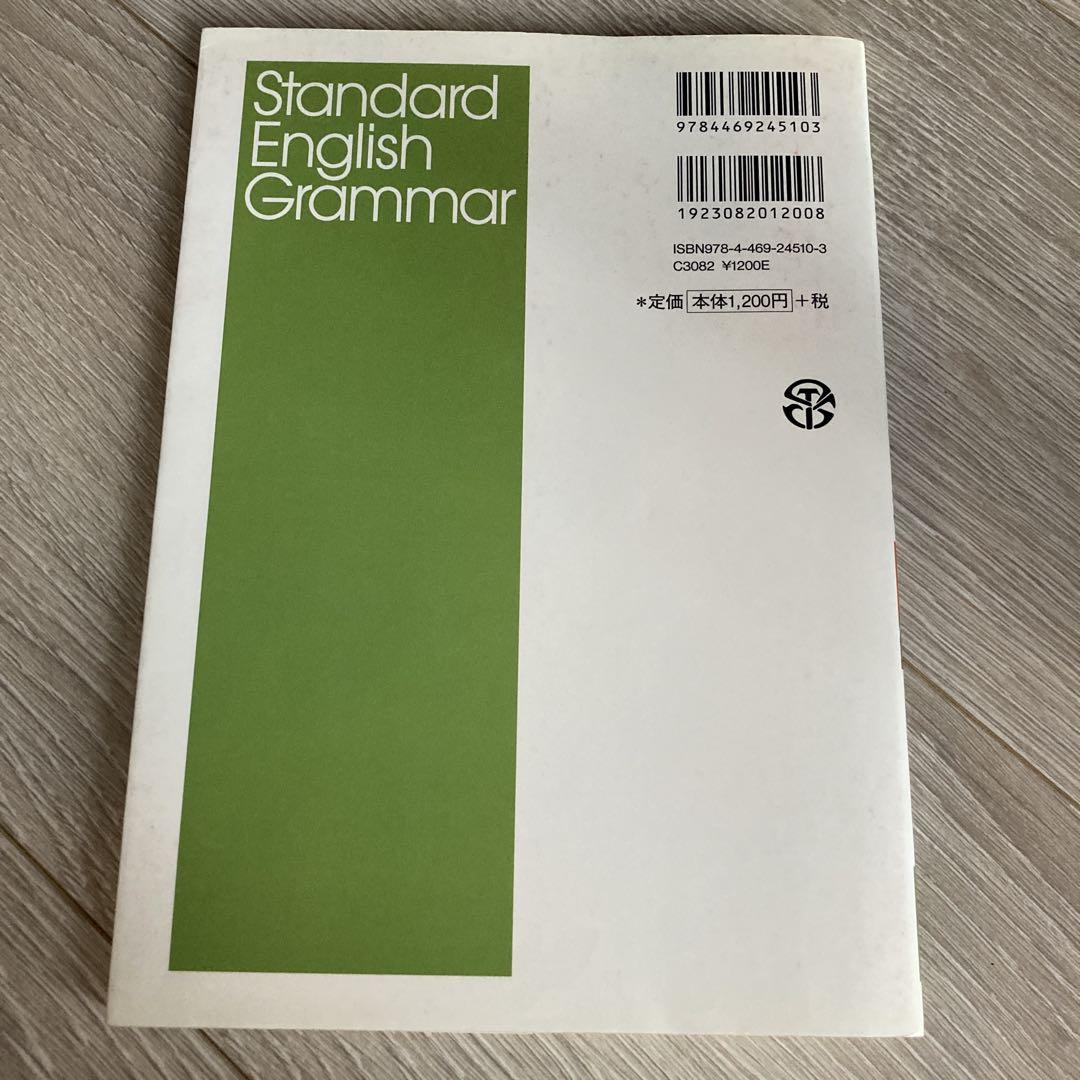 Standard
English
Grammar
9784469245103
1923082012008
ISBN978-4-469-24510-3
C3082 ¥1200E
*定価 本体1,200円 +税